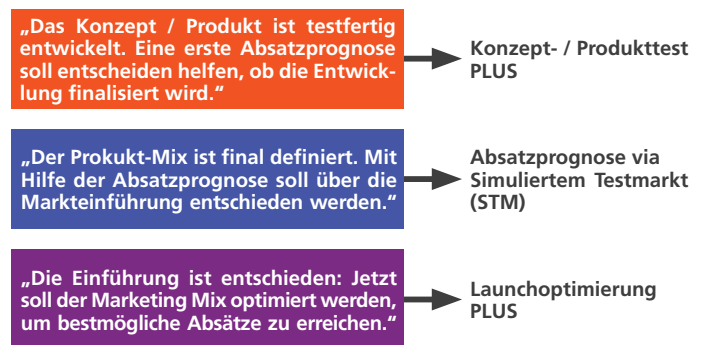 „Das Konzept / Produkt ist testfertig
entwickelt. Eine erste Absatzprognose
soll entscheiden helfen, ob die Entwick-
lung finalisiert wird.“
Konzept- / Produkttest
PLUS
„Der Prokukt-Mix ist final definiert. Mit
Hilfe der Absatzprognose soll über die
Markteinführung entschieden werden.“
Absatzprognose via
Simuliertem Testmarkt
(STM)
„Die Einführung ist entschieden: Jetzt
soll der Marketing Mix optimiert werden,
um bestmögliche Absätze zu erreichen.“
Launchoptimierung
PLUS